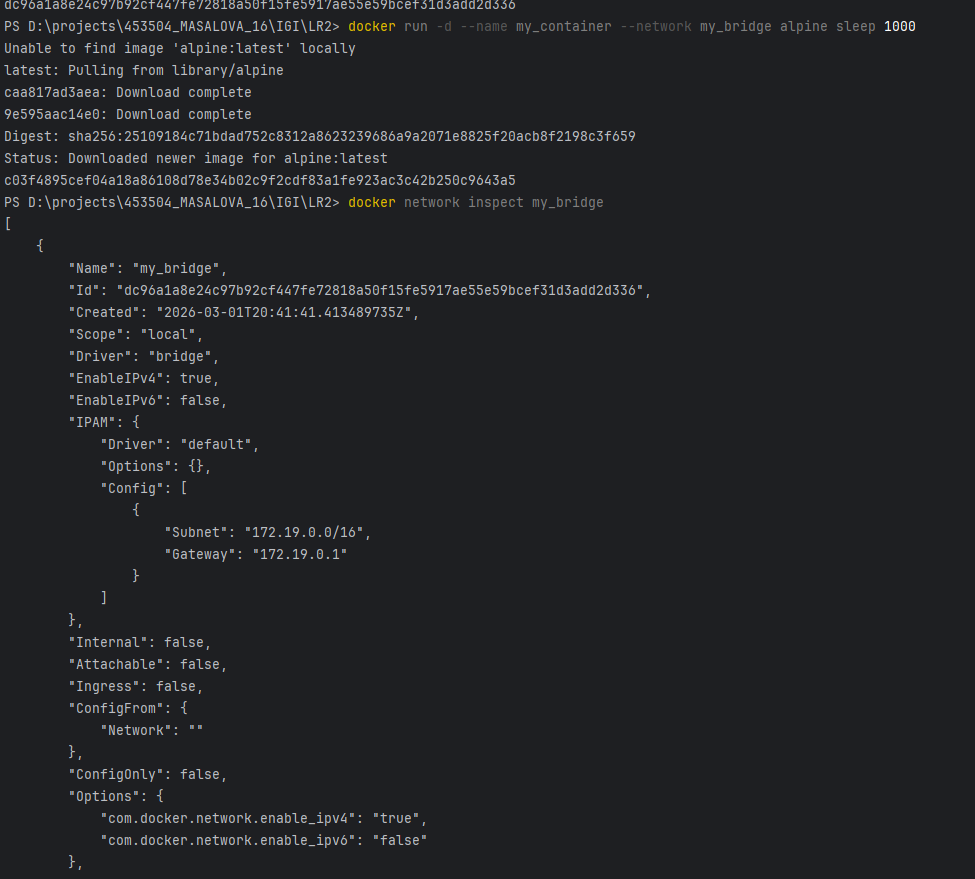 dc96a1a8e24c97b92cf447fe72818a50f15fe5917ae55e59bcef31d3add2d336
PS D:\projects\453504_MASALOVA_16\IGI\LR2> docker run -d --name my_container --network my_bridge alpine sleep 1000
Unable to find image 'alpine:latest' locally
latest: Pulling from library/alpine
caa817ad3aea: Download complete
9e595aac14e0: Download complete
Digest: sha256:25109184c71bdad752c8312a8623239686a9a2071e8825f20acb8f2198c3f659
Status: Downloaded newer image for alpine:latest
c03f4895cef04a18a86108d78e34b02c9f2cdf83a1fe923ac3c42b250c9643a5
PS D:\projects\453504_MASALOVA_16\IGI\LR2> docker network inspect my_bridge
[
    {
        "Name": "my_bridge",
        "Id": "dc96a1a8e24c97b92cf447fe72818a50f15fe5917ae55e59bcef31d3add2d336",
        "Created": "2026-03-01T20:41:41.413489735Z",
        "Scope": "local",
        "Driver": "bridge",
        "EnableIPv4": true,
        "EnableIPv6": false,
        "IPAM": {
            "Driver": "default",
            "Options": {},
            "Config": [
                {
                    "Subnet": "172.19.0.0/16",
                    "Gateway": "172.19.0.1"
                }
            ]
        },
        "Internal": false,
        "Attachable": false,
        "Ingress": false,
        "ConfigFrom": {
            "Network": ""
        },
        "ConfigOnly": false,
        "Options": {
            "com.docker.network.enable_ipv4": "true",
            "com.docker.network.enable_ipv6": "false"
        },